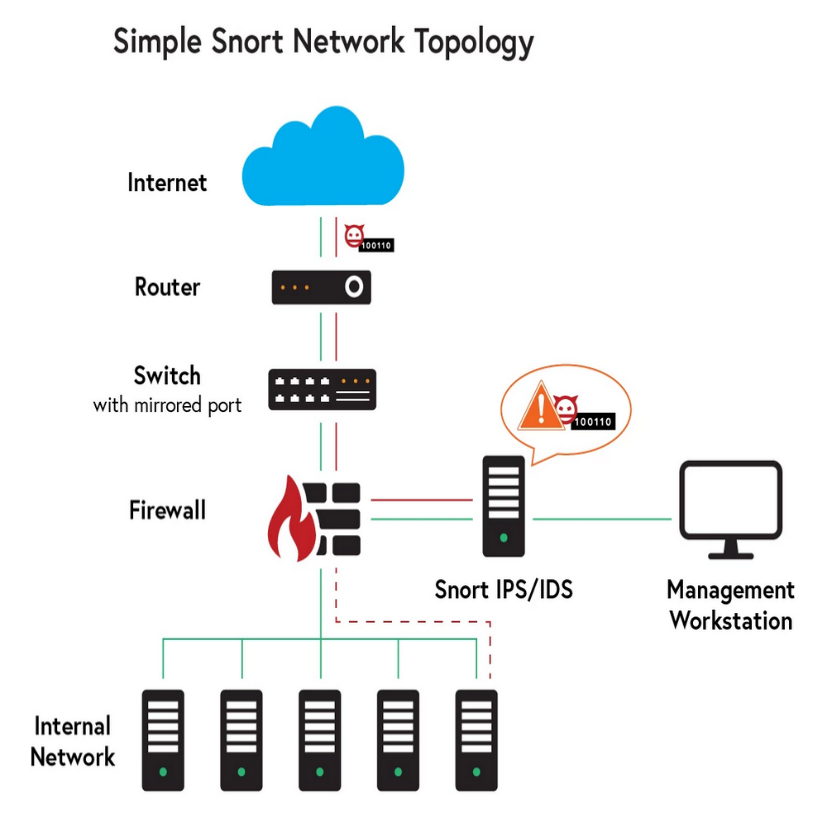 Simple Snort Network Topology
Internet
100110
Router
Switch
with mirrored port
100110
Firewall
Snort IPS/IDS
Management
Workstation
Internal
Network